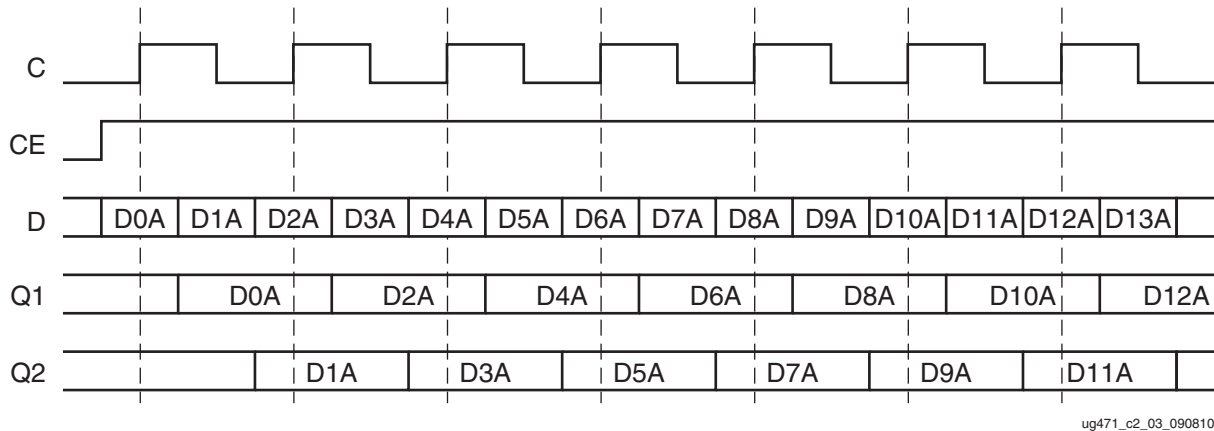 C
CE
D D0A D1A D2A D3A D4A D5A D6A D7A D8A D9A D10A D11A D12A D13A
Q1 D0A D2A D4A D6A D8A D10A D12A
Q2 D1A D3A D5A D7A D9A D11A
ug471_c2_03_090810